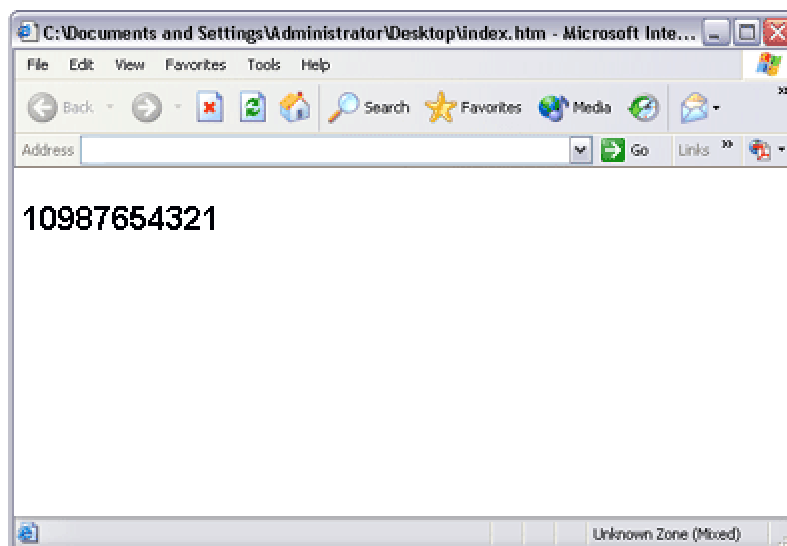 C:\Documents and Settings\Administrator\Desktop\index.htm - Microsoft Inte...
File Edit View Favorites Tools Help
Back Search Favorites Media
Address Go Links
10987654321
Unknown Zone (Mixed)